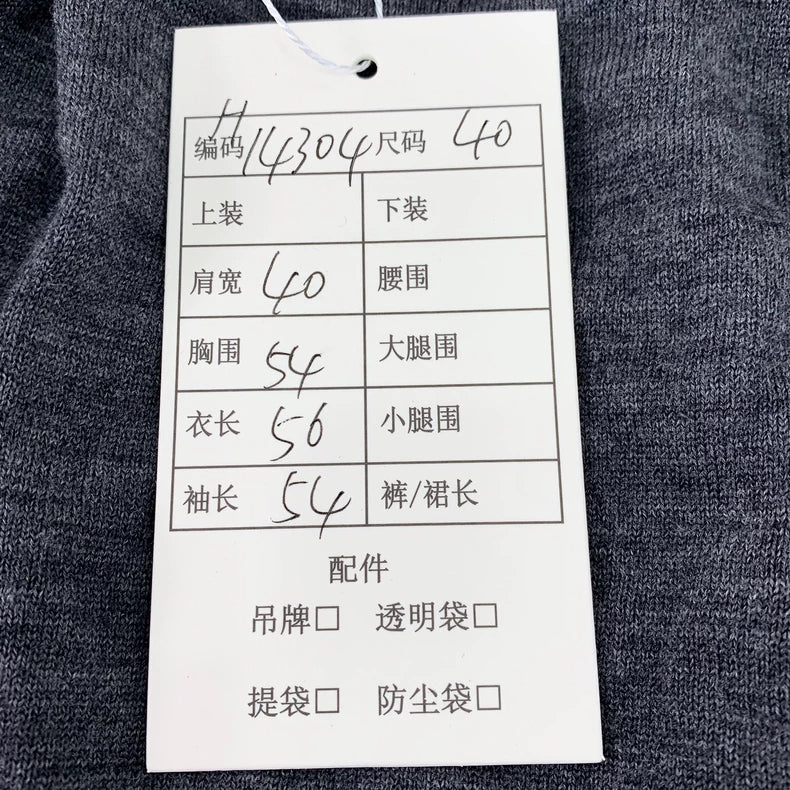 编码 H14304 尺码 40
上装 下装
肩宽 40 腰围
胸围 54 大腿围
衣长 56 小腿围
袖长 54 裤/裙长
配件
吊牌□ 透明袋□
提袋□ 防尘袋□